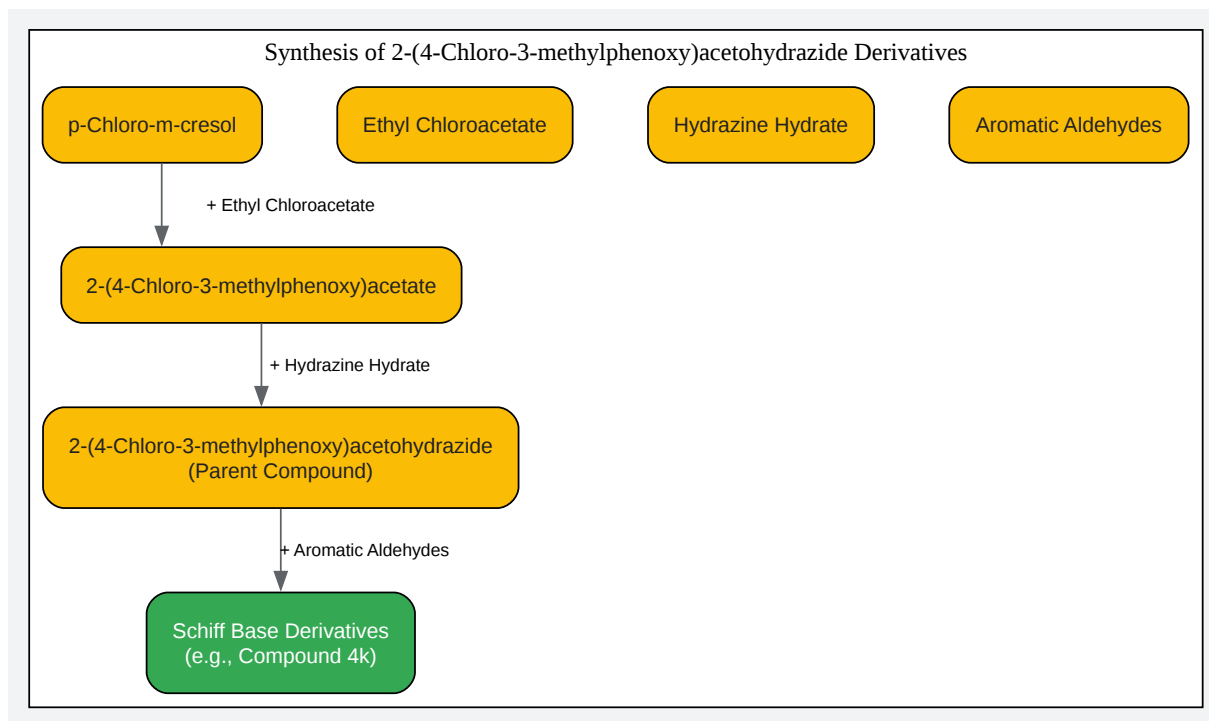 Synthesis of 2-(4-Chloro-3-methylphenoxy)acetohydrazide Derivatives
p-Chloro-m-cresol
Ethyl Chloroacetate
Hydrazine Hydrate
Aromatic Aldehydes
+ Ethyl Chloroacetate
2-(4-Chloro-3-methylphenoxy)acetate
+ Hydrazine Hydrate
2-(4-Chloro-3-methylphenoxy)acetohydrazide
(Parent Compound)
+ Aromatic Aldehydes
Schiff Base Derivatives
(e.g., Compound 4k)